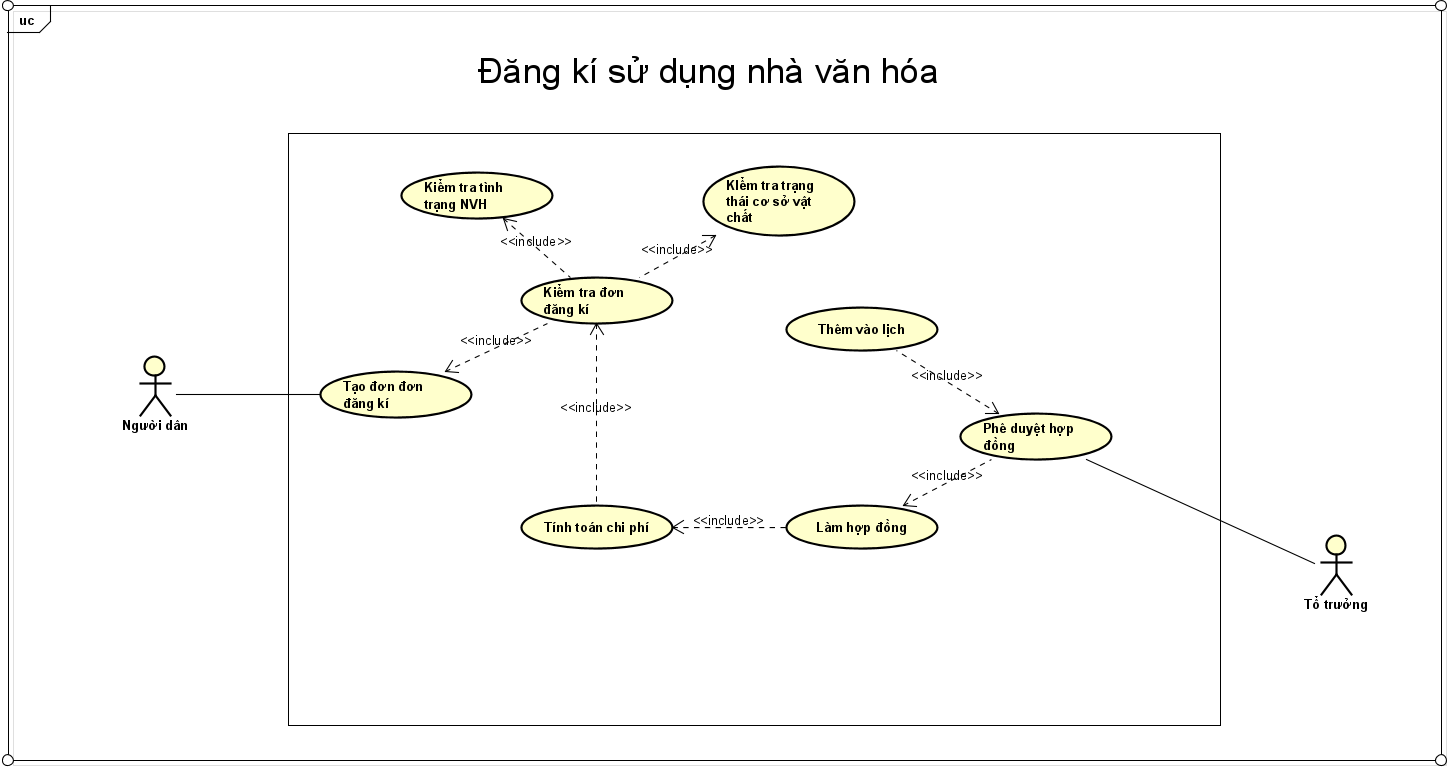 uc
Đăng kí sử dụng nhà văn hóa
Kiểm tra tình
trạng NVH
KIểm tra trạng
thái cơ sở vật
chất
<<include>>
<<include>>
Kiểm tra đơn
đăng kí
Thêm vào lịch
<<include>>
<<include>>
Tạo đơn đơn
đăng kí
<<include>>
Người dân
Phê duyệt hợp
đồng
<<include>>
Tính toán chi phí
<<include>>
Làm hợp đồng
Tổ trưởng